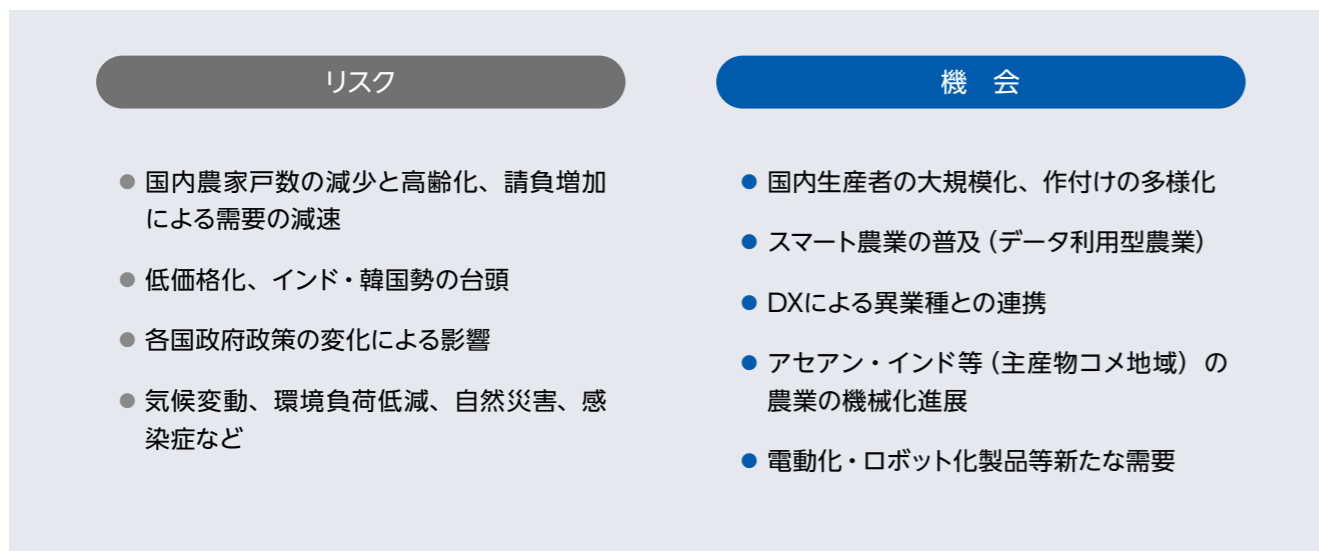 リスク
国内農家戸数の減少と高齢化、請負増加
による需要の減速
低価格化、インド・韓国勢の台頭
各国政府政策の変化による影響
気候変動、環境負荷低減、自然災害、感
染症など
機　会
国内生産者の大規模化、作付けの多様化
スマート農業の普及（データ利用型農業）
DXによる異業種との連携
アセアン・インド等（主産物コメ地域）の
農業の機械化進展
電動化・ロボット化製品等新たな需要